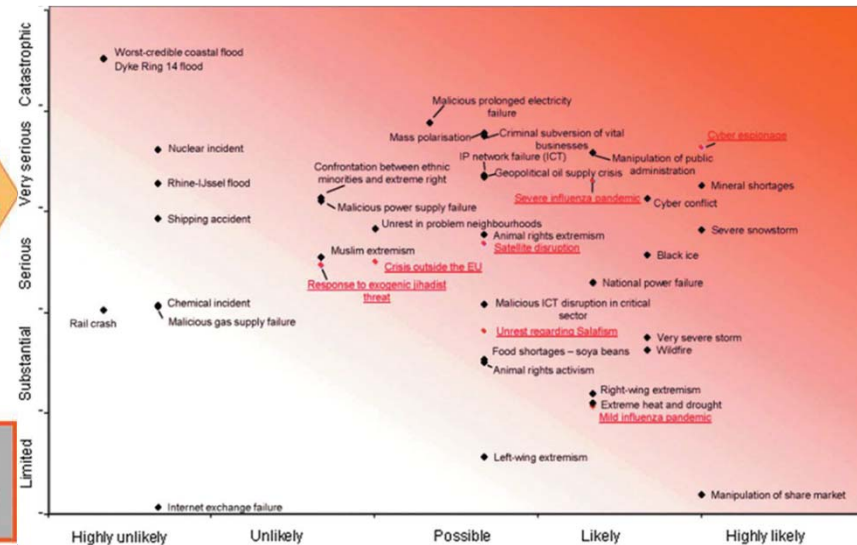 Catastrophic
Very serious
Serious
Substantial
Limited
Worst-credible coastal flood
Dyke Ring 14 flood
Malicious prolonged electricity
failure
Mass polarisation
Criminal subversion of vital
businesses
Cyber espionage
Nuclear incident
IP network failure (ICT)
Manipulation of public
administration
Confrontation between ethnic
minorities and extreme right
Geopolitical oil supply crisis
Rhine-IJssel flood
Mineral shortages
Severe influenza pandemic
Cyber conflict
Malicious power supply failure
Shipping accident
Unrest in problem neighbourhoods
Severe snowstorm
Animal rights extremism
Satellite disruption
Muslim extremism
Black ice
Crisis outside the EU
Response to exogenic jihadist
threat
National power failure
Chemical incident
Malicious ICT disruption in critical
sector
Rail crash
Malicious gas supply failure
Unrest regarding Salafism
Very severe storm
Food shortages – soya beans
Wildfire
Animal rights activism
Right-wing extremism
Extreme heat and drought
Mild influenza pandemic
Left-wing extremism
Manipulation of share market
Internet exchange failure
Highly unlikely
Unlikely
Possible
Likely
Highly likely